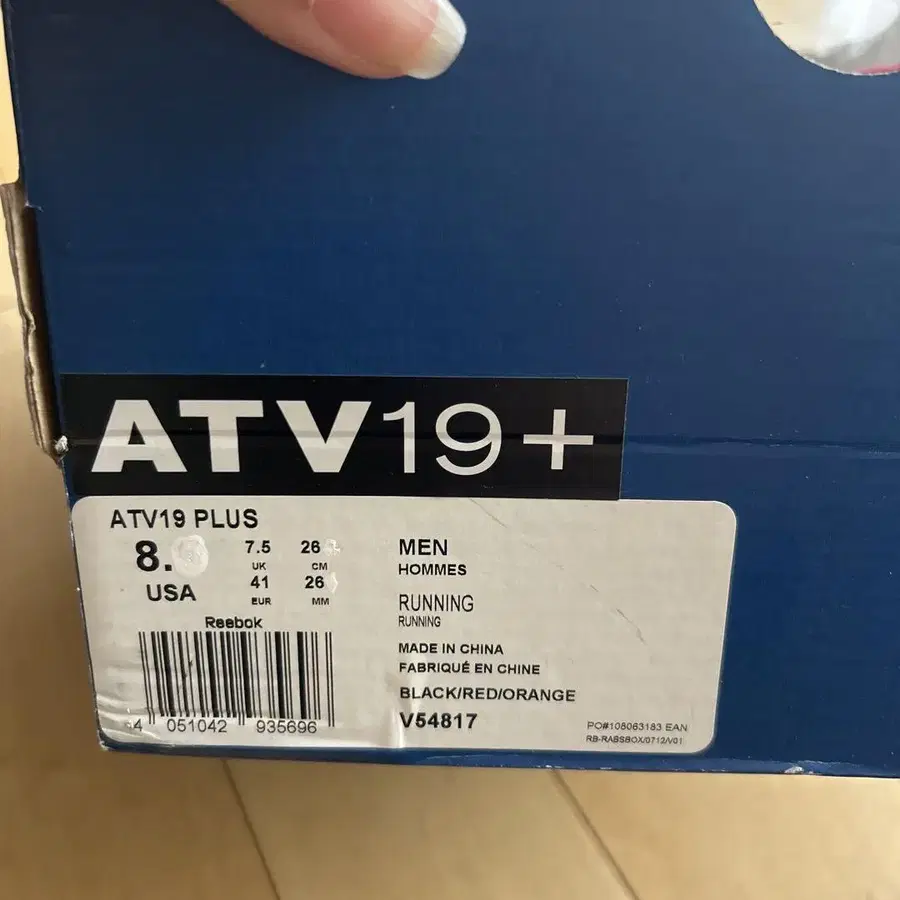 ATV19+
ATV19 PLUS
8.
USA
7.5
UK
26
CM
41
EUR
26
MM
Reebok
4 051042 935696
MEN
HOMMES
RUNNING
RUNNING
MADE IN CHINA
FABRIQUÉ EN CHINE
BLACK/RED/ORANGE
V54817
PO#108063183 EAN
RB-RABSBOX/0712/V01